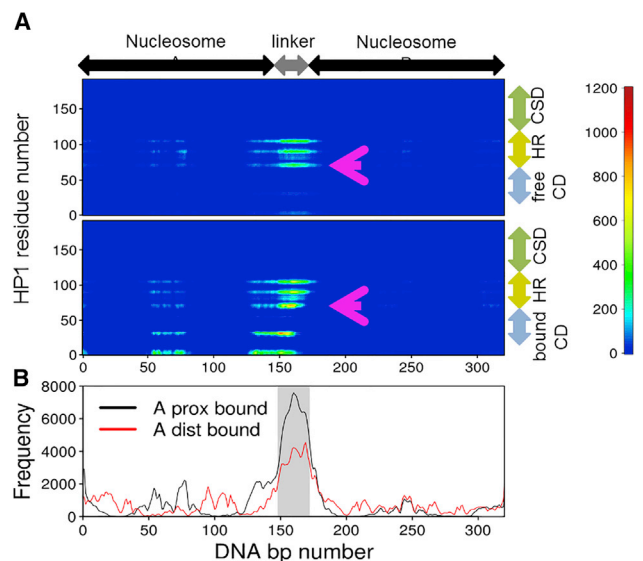 A
Nucleosome linker Nucleosome
HP1 residue number
150
100
50
0
CSD
HR
free CD
150
100
50
0
0 50 100 150 200 250 300
CSD
HR
bound CD
1200
1000
800
600
400
200
0
B
Frequency
8000
6000
4000
2000
0
A prox bound
A dist bound
0 50 100 150 200 250 300
DNA bp number